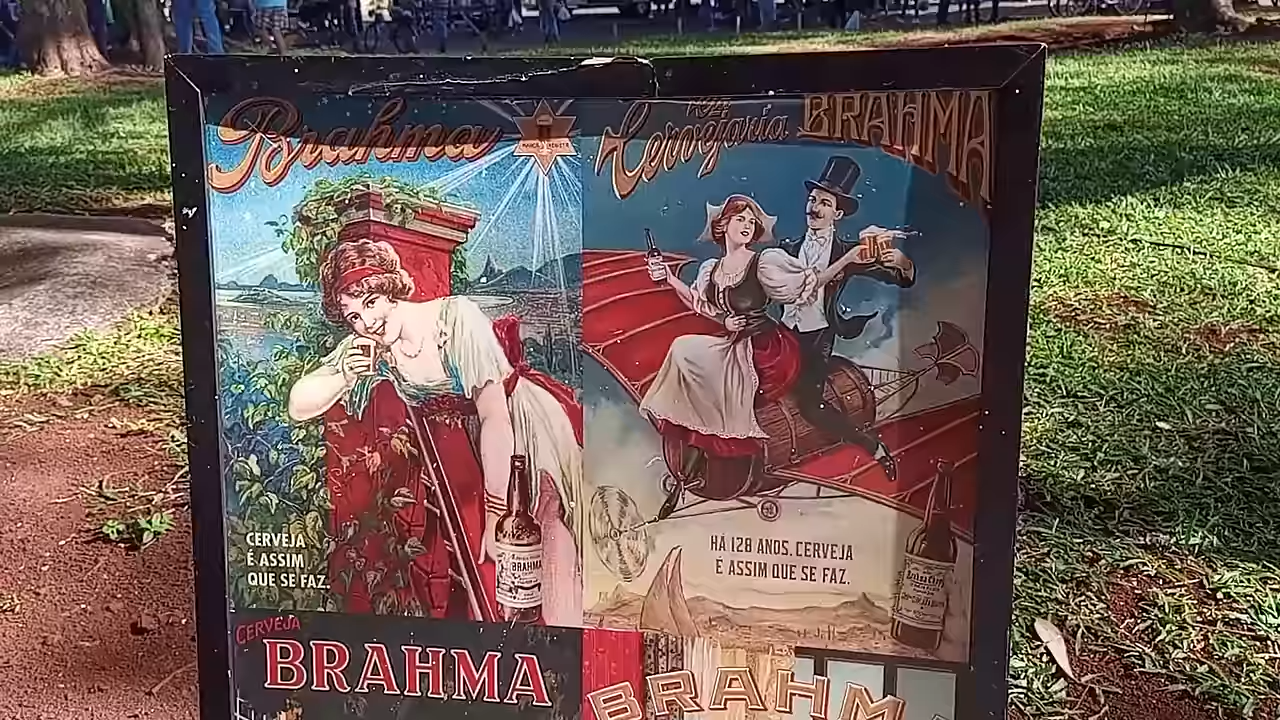 Brahma
CERVEJA
É ASSIM
QUE SE FAZ.
BRAHMA
Cervejaria BRAHMA
HÁ 128 ANOS. CERVEJA
É ASSIM QUE SE FAZ.
CERVEJA
BRAHMA
BRAHM